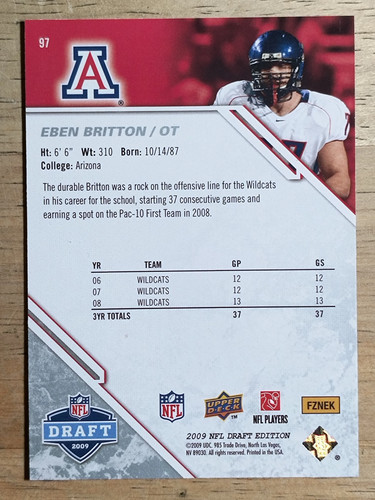 97
A
®
EBEN BRITTON / OT
Ht: 6' 6" Wt: 310 Born: 10/14/87
College: Arizona
The durable Britton was a rock on the offensive line for the Wildcats
in his career for the school, starting 37 consecutive games and
earning a spot on the Pac-10 First Team in 2008.
YR TEAM GP GS
06 WILDCATS 12 12
07 WILDCATS 12 12
08 WILDCATS 13 13
3YR TOTALS 37 37
NFL
DRAFT
2009
NFL
UPPER DECK ™
NFL PLAYERS
FZNEK
2009 NFL DRAFT EDITION
©2009 UDC, 985 Trade Drive, North Las Vegas,
NV 89030. All rights reserved. Printed in the USA.
®